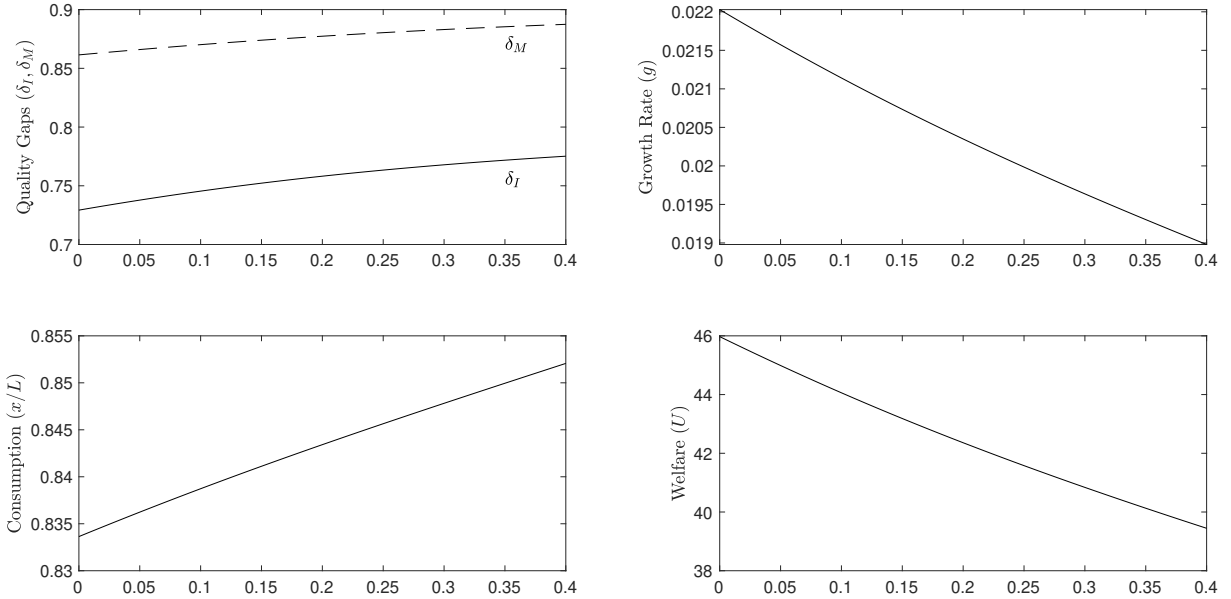 Quality Gaps (δ_I, δ_M)
0.9
0.85
0.8
0.75
0.7
δ_M
δ_I
0 0.05 0.1 0.15 0.2 0.25 0.3 0.35 0.4
Growth Rate (g)
0.022
0.0215
0.021
0.0205
0.02
0.0195
0.019
0 0.05 0.1 0.15 0.2 0.25 0.3 0.35 0.4
Consumption (x/L)
0.855
0.85
0.845
0.84
0.835
0.83
0 0.05 0.1 0.15 0.2 0.25 0.3 0.35 0.4
Welfare (U)
46
44
42
40
38
0 0.05 0.1 0.15 0.2 0.25 0.3 0.35 0.4